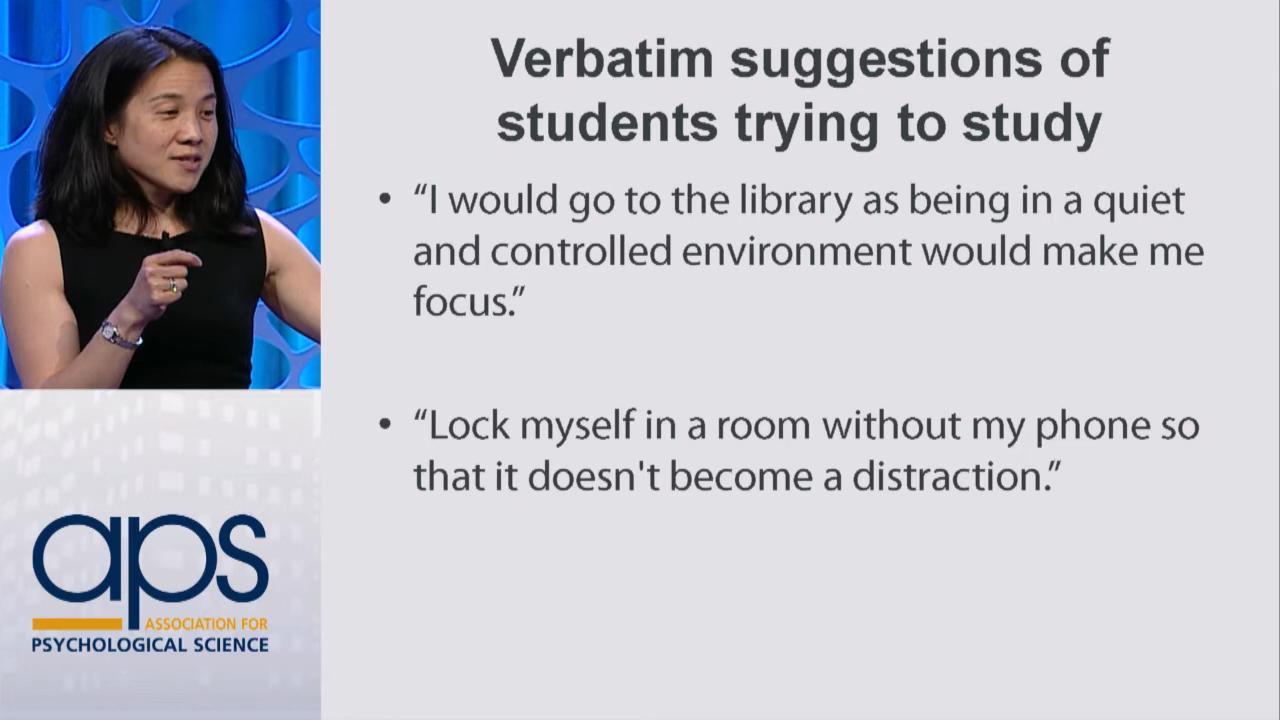 Verbatim suggestions of
students trying to study
• “I would go to the library as being in a quiet
and controlled environment would make me
focus.”
• “Lock myself in a room without my phone so
that it doesn't become a distraction.”
aps
ASSOCIATION FOR
PSYCHOLOGICAL SCIENCE